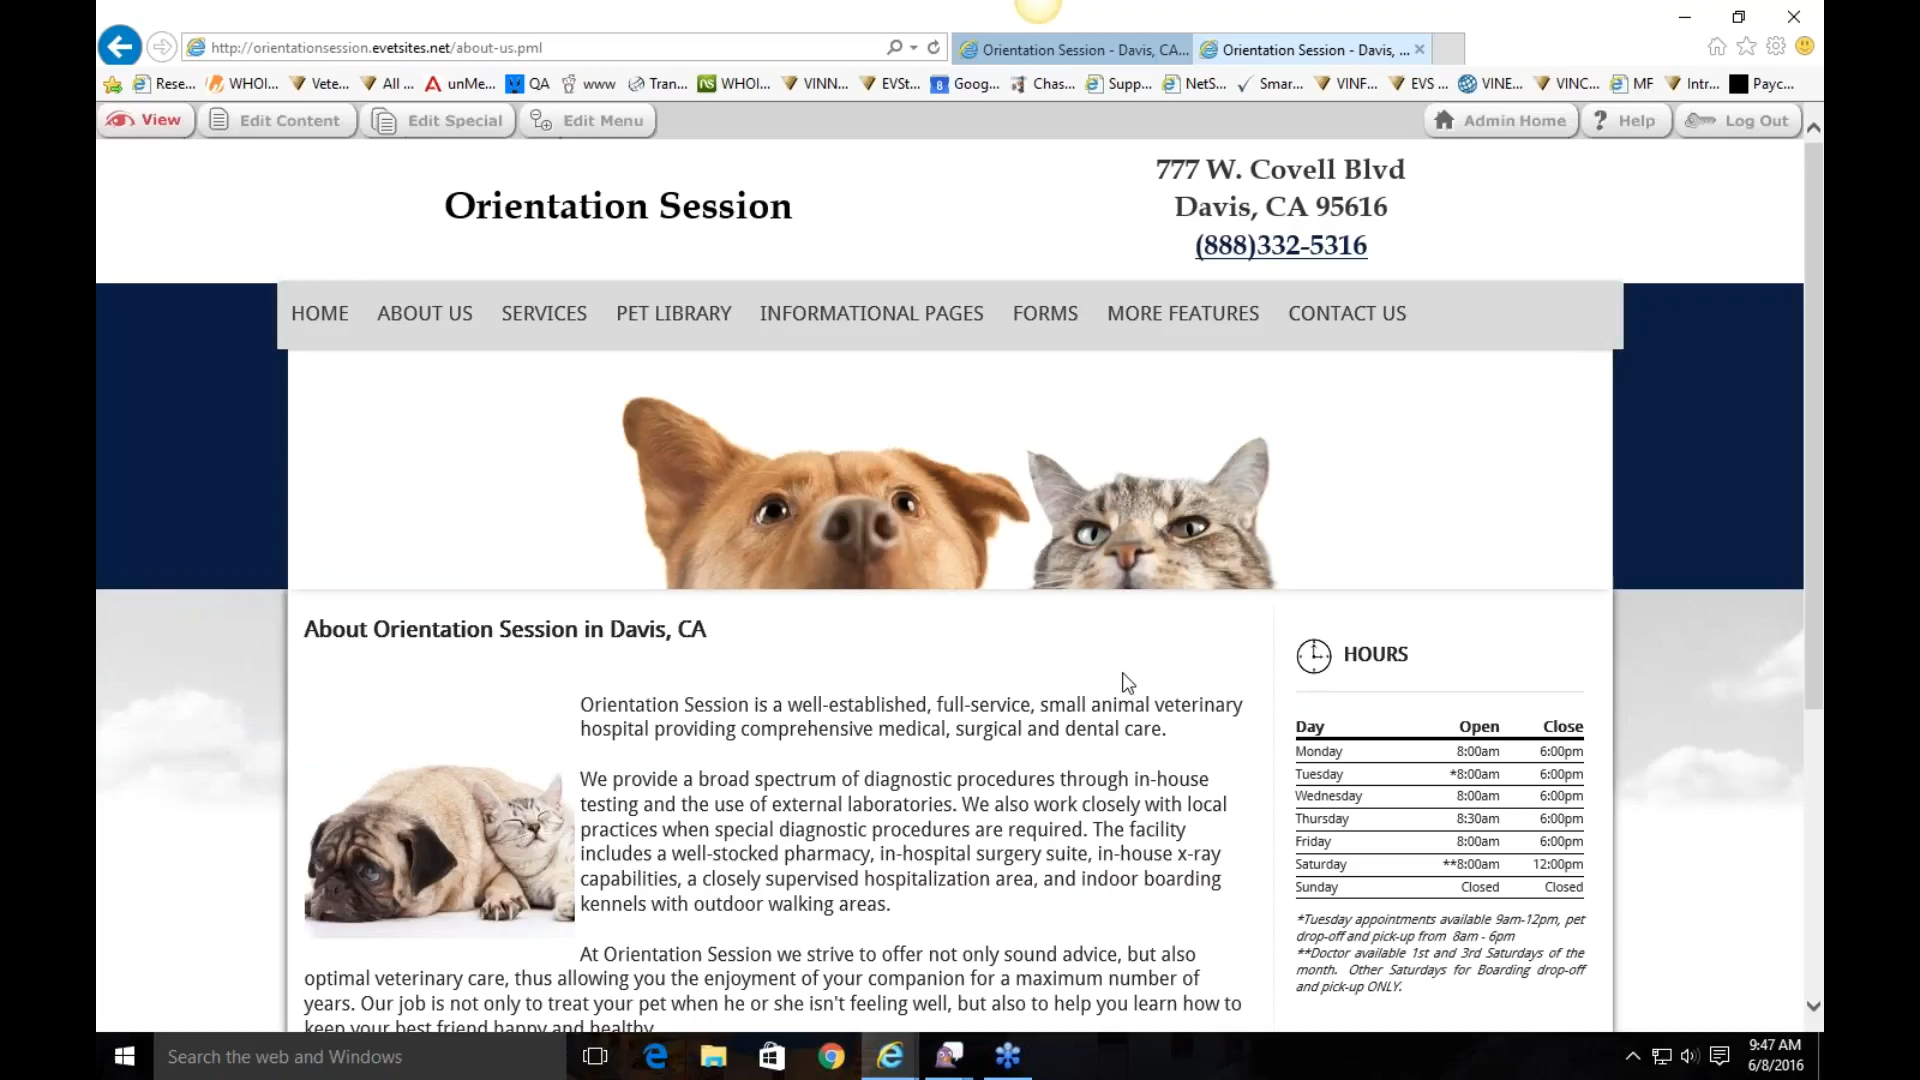 http://orientationsession.evetsites.net/about-us.pml
Orientation Session - Davis, CA...
Orientation Session - Davis, ...
Rese...
WHOI...
Vete...
All ...
unMe...
QA
www
Tran...
WHOI...
VINN...
EVSt...
Goog...
Chas...
Supp...
NetS...
Smar...
VINF...
EVS ...
VINE...
VINC...
MF
Intr...
Payc...
View
Edit Content
Edit Special
Edit Menu
Admin Home
Help
Log Out
Orientation Session
777 W. Covell Blvd
Davis, CA 95616
(888)332-5316
HOME
ABOUT US
SERVICES
PET LIBRARY
INFORMATIONAL PAGES
FORMS
MORE FEATURES
CONTACT US
About Orientation Session in Davis, CA
Orientation Session is a well-established, full-service, small animal veterinary
hospital providing comprehensive medical, surgical and dental care.
We provide a broad spectrum of diagnostic procedures through in-house
testing and the use of external laboratories. We also work closely with local
practices when special diagnostic procedures are required. The facility
includes a well-stocked pharmacy, in-hospital surgery suite, in-house x-ray
capabilities, a closely supervised hospitalization area, and indoor boarding
kennels with outdoor walking areas.
At Orientation Session we strive to offer not only sound advice, but also
optimal veterinary care, thus allowing you the enjoyment of your companion for a maximum number of
years. Our job is not only to treat your pet when he or she isn't feeling well, but also to help you learn how to
keep your best friend happy and healthy.
HOURS
Day Open Close
Monday 8:00am 6:00pm
Tuesday *8:00am 6:00pm
Wednesday 8:00am 6:00pm
Thursday 8:30am 6:00pm
Friday 8:00am 6:00pm
Saturday **8:00am 12:00pm
Sunday Closed Closed
*Tuesday appointments available 9am-12pm, pet
drop-off and pick-up from 8am - 6pm
**Doctor available 1st and 3rd Saturdays of the
month. Other Saturdays for Boarding drop-off
and pick-up ONLY.
Search the web and Windows
9:47 AM
6/8/2016